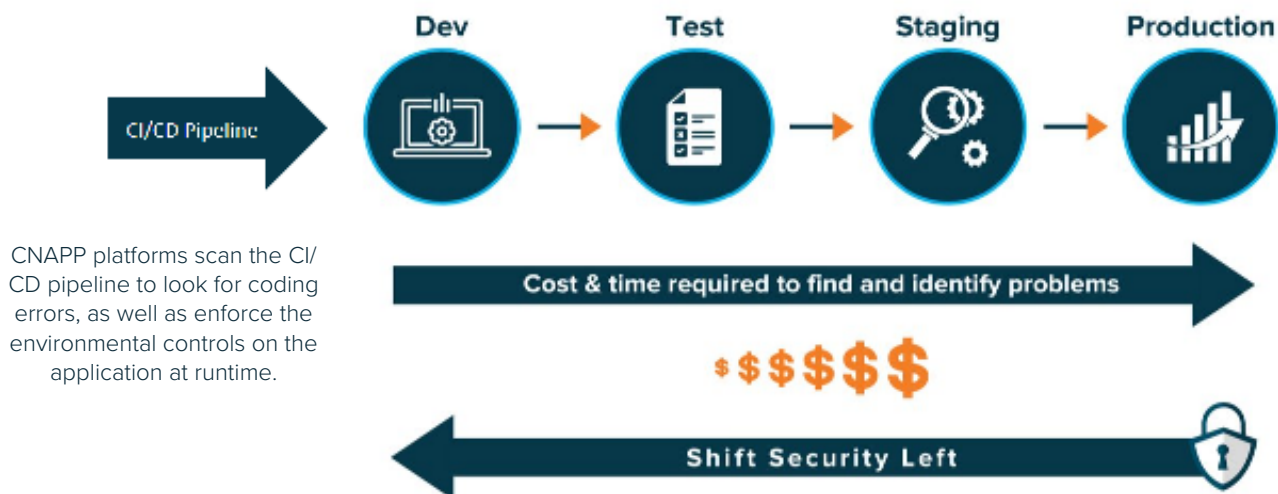 Dev
Test
Staging
Production
CI/CD Pipeline
CNAPP platforms scan the CI/
CD pipeline to look for coding
errors, as well as enforce the
environmental controls on the
application at runtime.
Cost & time required to find and identify problems
$ $ $ $ $ $
Shift Security Left